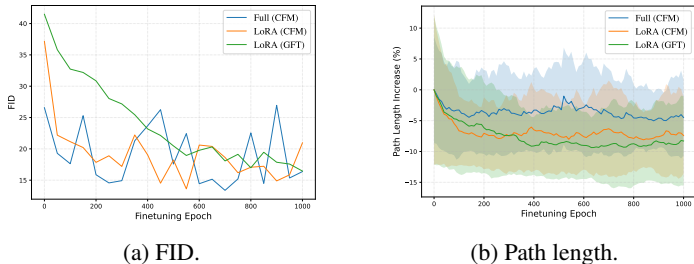 40
35
30
25
20
15
FID
0
200
400
600
800
1000
Finetuning Epoch
Full (CFM)
LoRA (CFM)
LoRA (GFT)
(a) FID.
10
5
0
−5
−10
−15
Path Length Increase (%)
0
200
400
600
800
1000
Finetuning Epoch
Full (CFM)
LoRA (CFM)
LoRA (GFT)
(b) Path length.